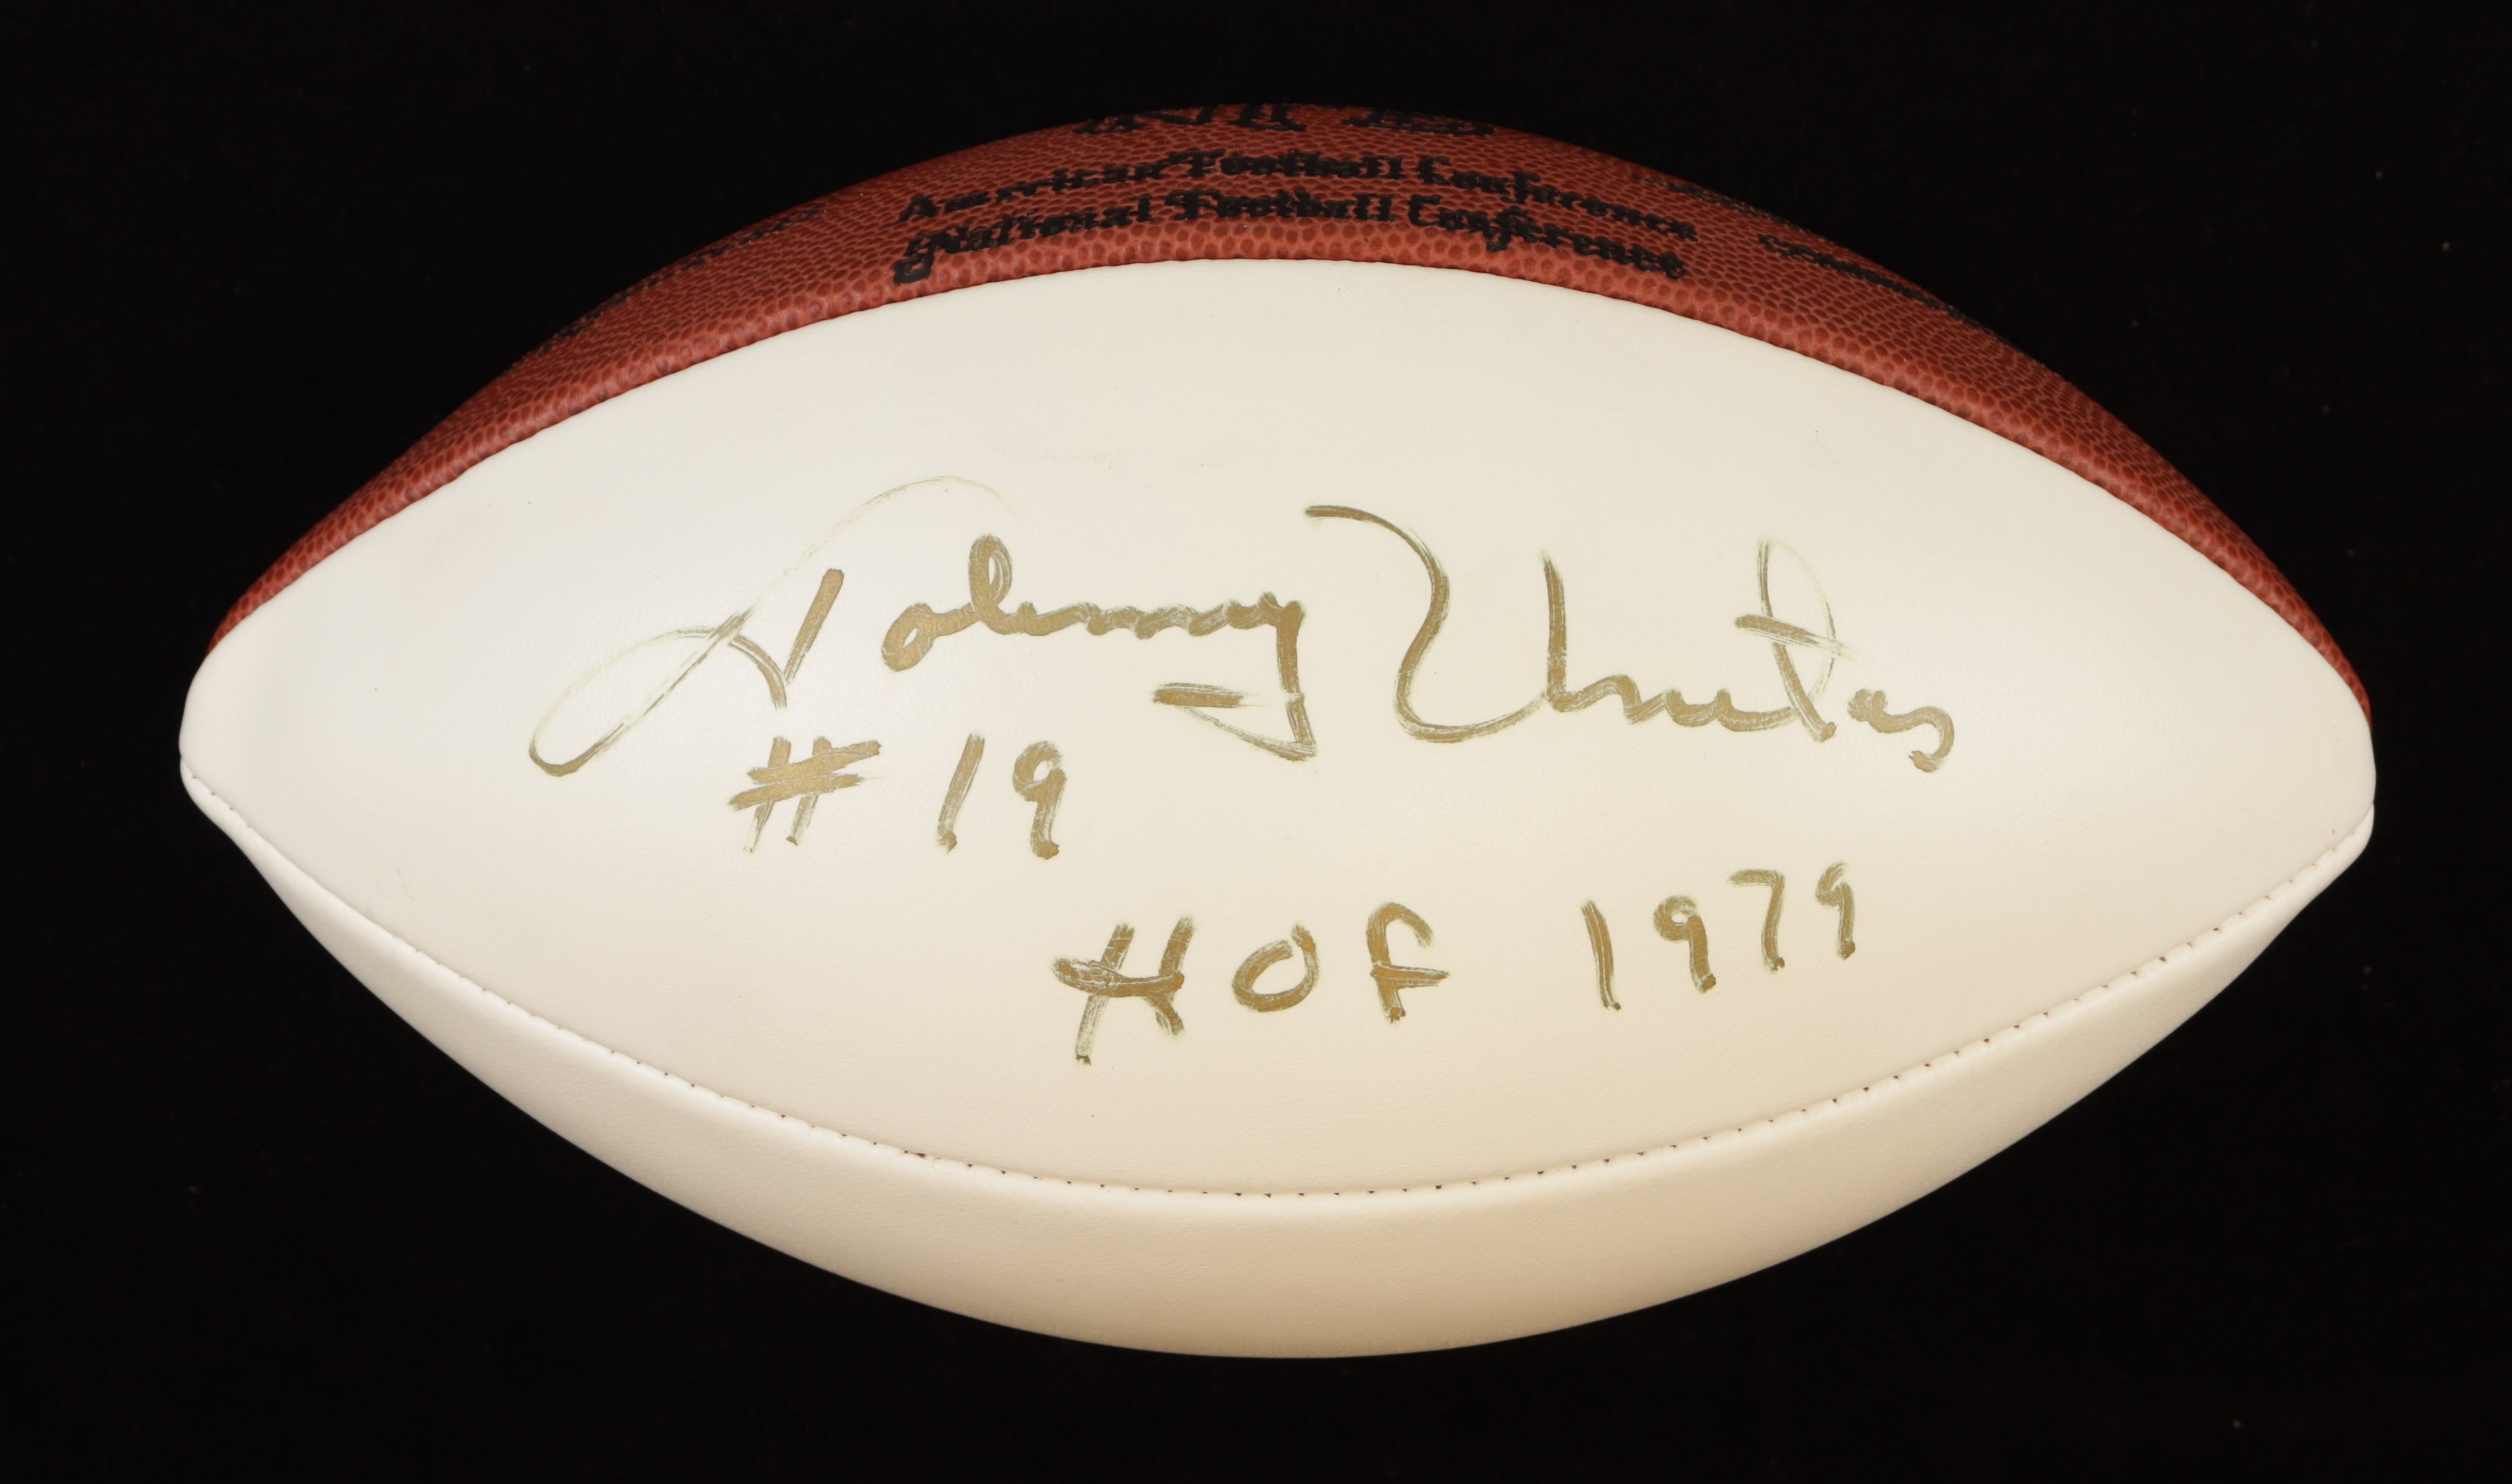 American Football Conference
National Football Conference
Johnny Unitas
#19
HOF 1979